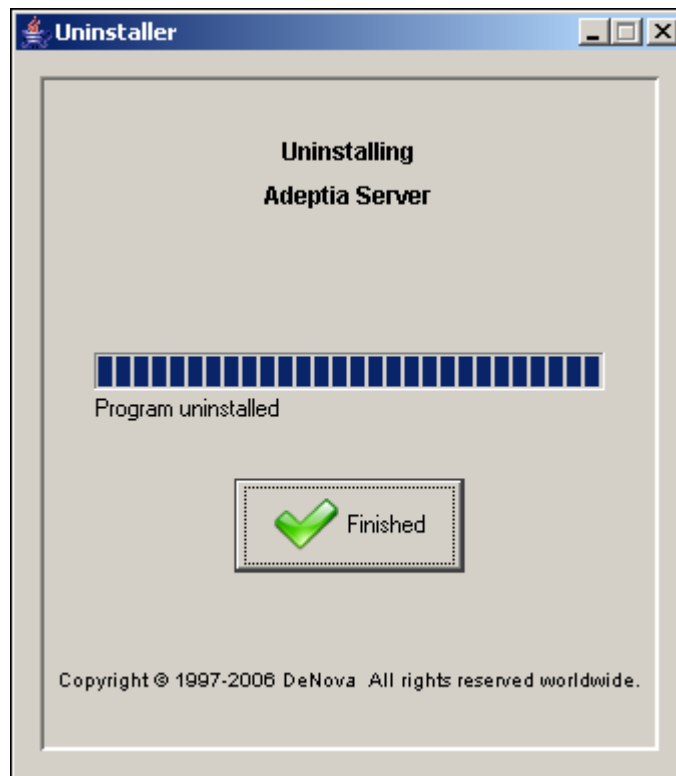 Uninstaller
Uninstalling
Adeptia Server
Program uninstalled
Finished
Copyright © 1997-2006 DeNova All rights reserved worldwide.